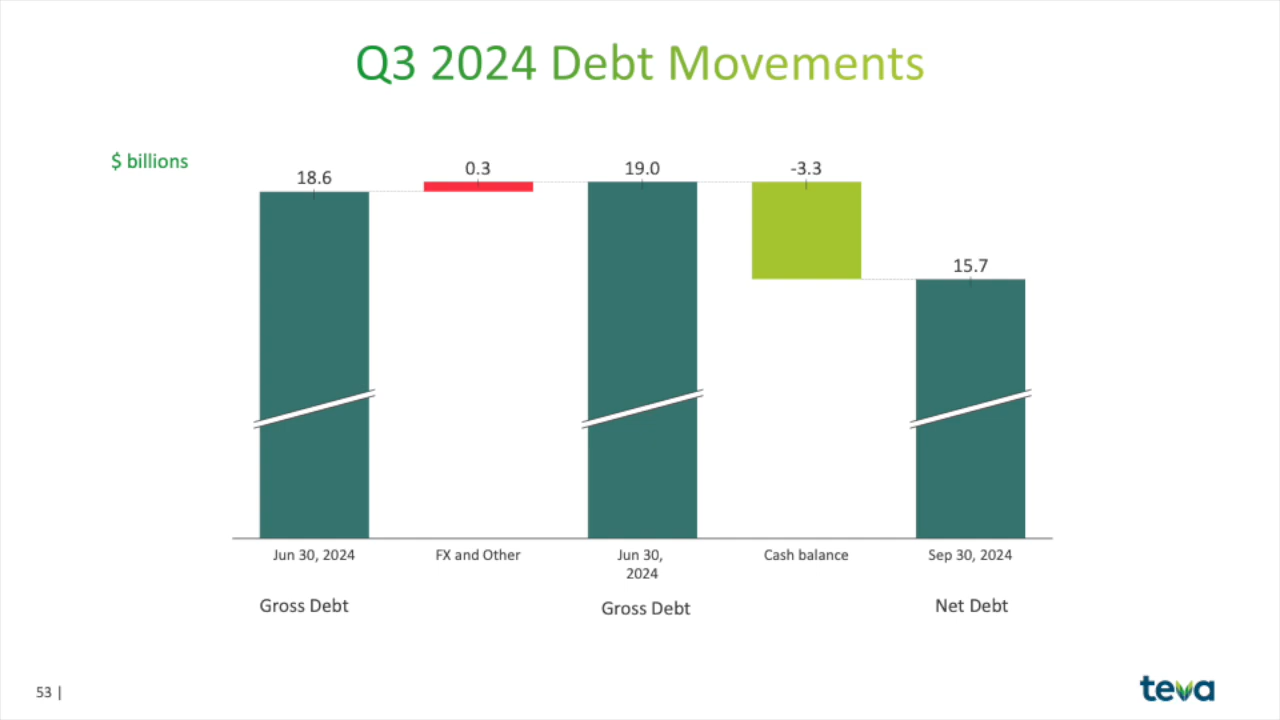 Q3 2024 Debt Movements
$ billions
18.6
0.3
19.0
-3.3
15.7
Jun 30, 2024
FX and Other
Jun 30,
2024
Cash balance
Sep 30, 2024
Gross Debt
Gross Debt
Net Debt
53 |
teva